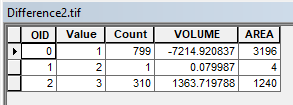 Difference2.tif
OID Value Count VOLUME AREA
0 1 799 -7214.920837 3196
1 2 1 0.079987 4
2 3 310 1363.719788 1240